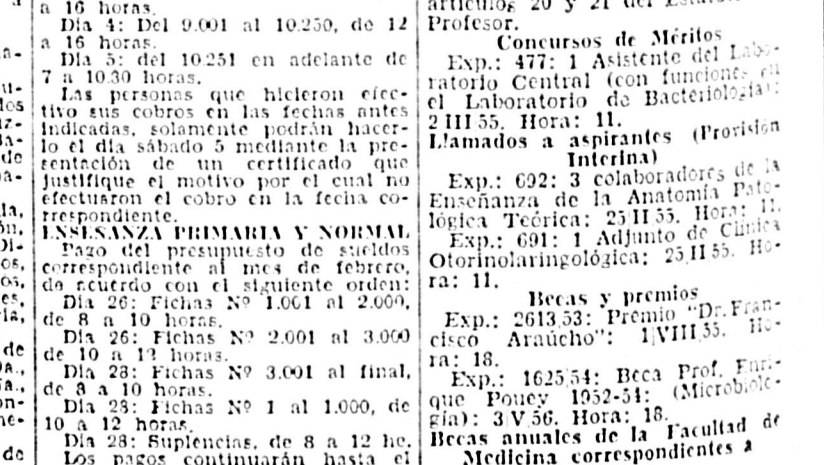 a 16 horas.
Día 4: Del 9.001 al 10.250, de 12
a 16 horas.
Día 5: del 10.251 en adelante de
7 a 10.30 horas.
Las personas que hicieron efec-
tivo sus cobros en las fechas antes
indicadas, solamente podrán hacer-
lo el día sábado 5 mediante la pre-
sentación de un certificado que
justifique el motivo por el cual no
efectuaron el cobro en la fecha co-
rrespondiente.
ENSEÑANZA PRIMARIA Y NORMAL
Pago del presupuesto de sueldos
correspondiente al mes de febrero,
de acuerdo con el siguiente orden:
Día 26: Fichas Nº 1.001 al 2.000,
de 8 a 10 horas.
Día 26: Fichas Nº 2.001 al 3.000
de 10 a 12 horas.
Día 28: Fichas Nº 3.001 al final,
de 8 a 10 horas.
Día 28: Fichas Nº 1 al 1.000, de
10 a 12 horas.
Día 28: Suplencias, de 8 a 12 hs.
Los pagos continuarán hasta el
artículos 20 y 21 del Estatuto
Profesor.
Concursos de Méritos
Exp.: 477: 1 Asistente del Labo-
ratorio Central (con funciones en
el Laboratorio de Bacteriología):
2|III|55. Hora: 11.
Llamados a aspirantes (Provisión
Interina)
Exp.: 692: 3 colaboradores de la
Enseñanza de la Anatomía Pato-
lógica Teórica: 25|II|55. Hora: 11.
Exp.: 691: 1 Adjunto de Clínica
Otorinolaringológica: 25|II|55. Ho-
ra: 11.
Becas y premios
Exp.: 2613|53: Premio "Dr. Fran-
cisco Araúcho": 1|VIII|55. Ho-
ra: 18.
Exp.: 1625|54: Beca Prof. Enri-
que Pouey 1952-54: (Microbiolo-
gía): 3|V|56. Hora: 18.
Becas anuales de la Facultad de
Medicina correspondientes a